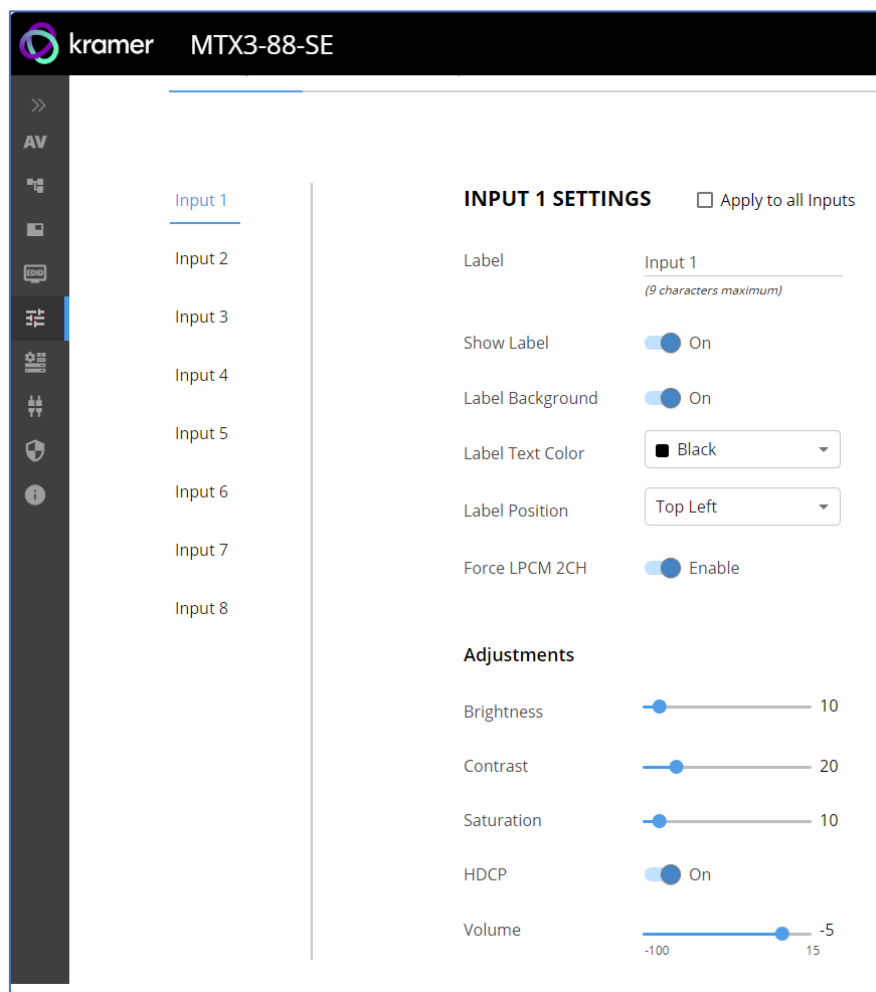 kramer MTX3-88-SE
AV
EDID
Input 1
Input 2
Input 3
Input 4
Input 5
Input 6
Input 7
Input 8
INPUT 1 SETTINGS Apply to all Inputs
Label Input 1
(9 characters maximum)
Show Label On
Label Background On
Label Text Color Black
Label Position Top Left
Force LPCM 2CH Enable
Adjustments
Brightness 10
Contrast 20
Saturation 10
HDCP On
Volume -5
-100 15